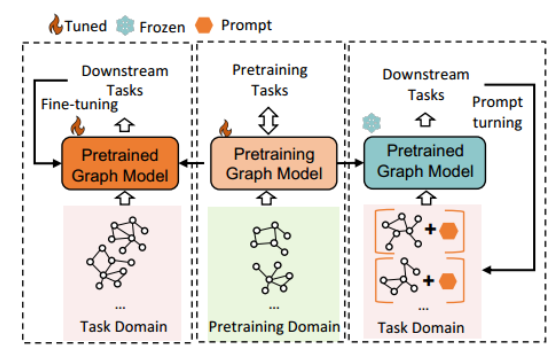 Tuned Frozen Prompt
Downstream
Tasks
Fine-tuning
Pretrained
Graph Model
...
Task Domain
Pretraining
Tasks
Pretraining
Graph Model
...
Pretraining Domain
Downstream
Tasks
Prompt
turning
Pretrained
Graph Model
+
+
...
Task Domain